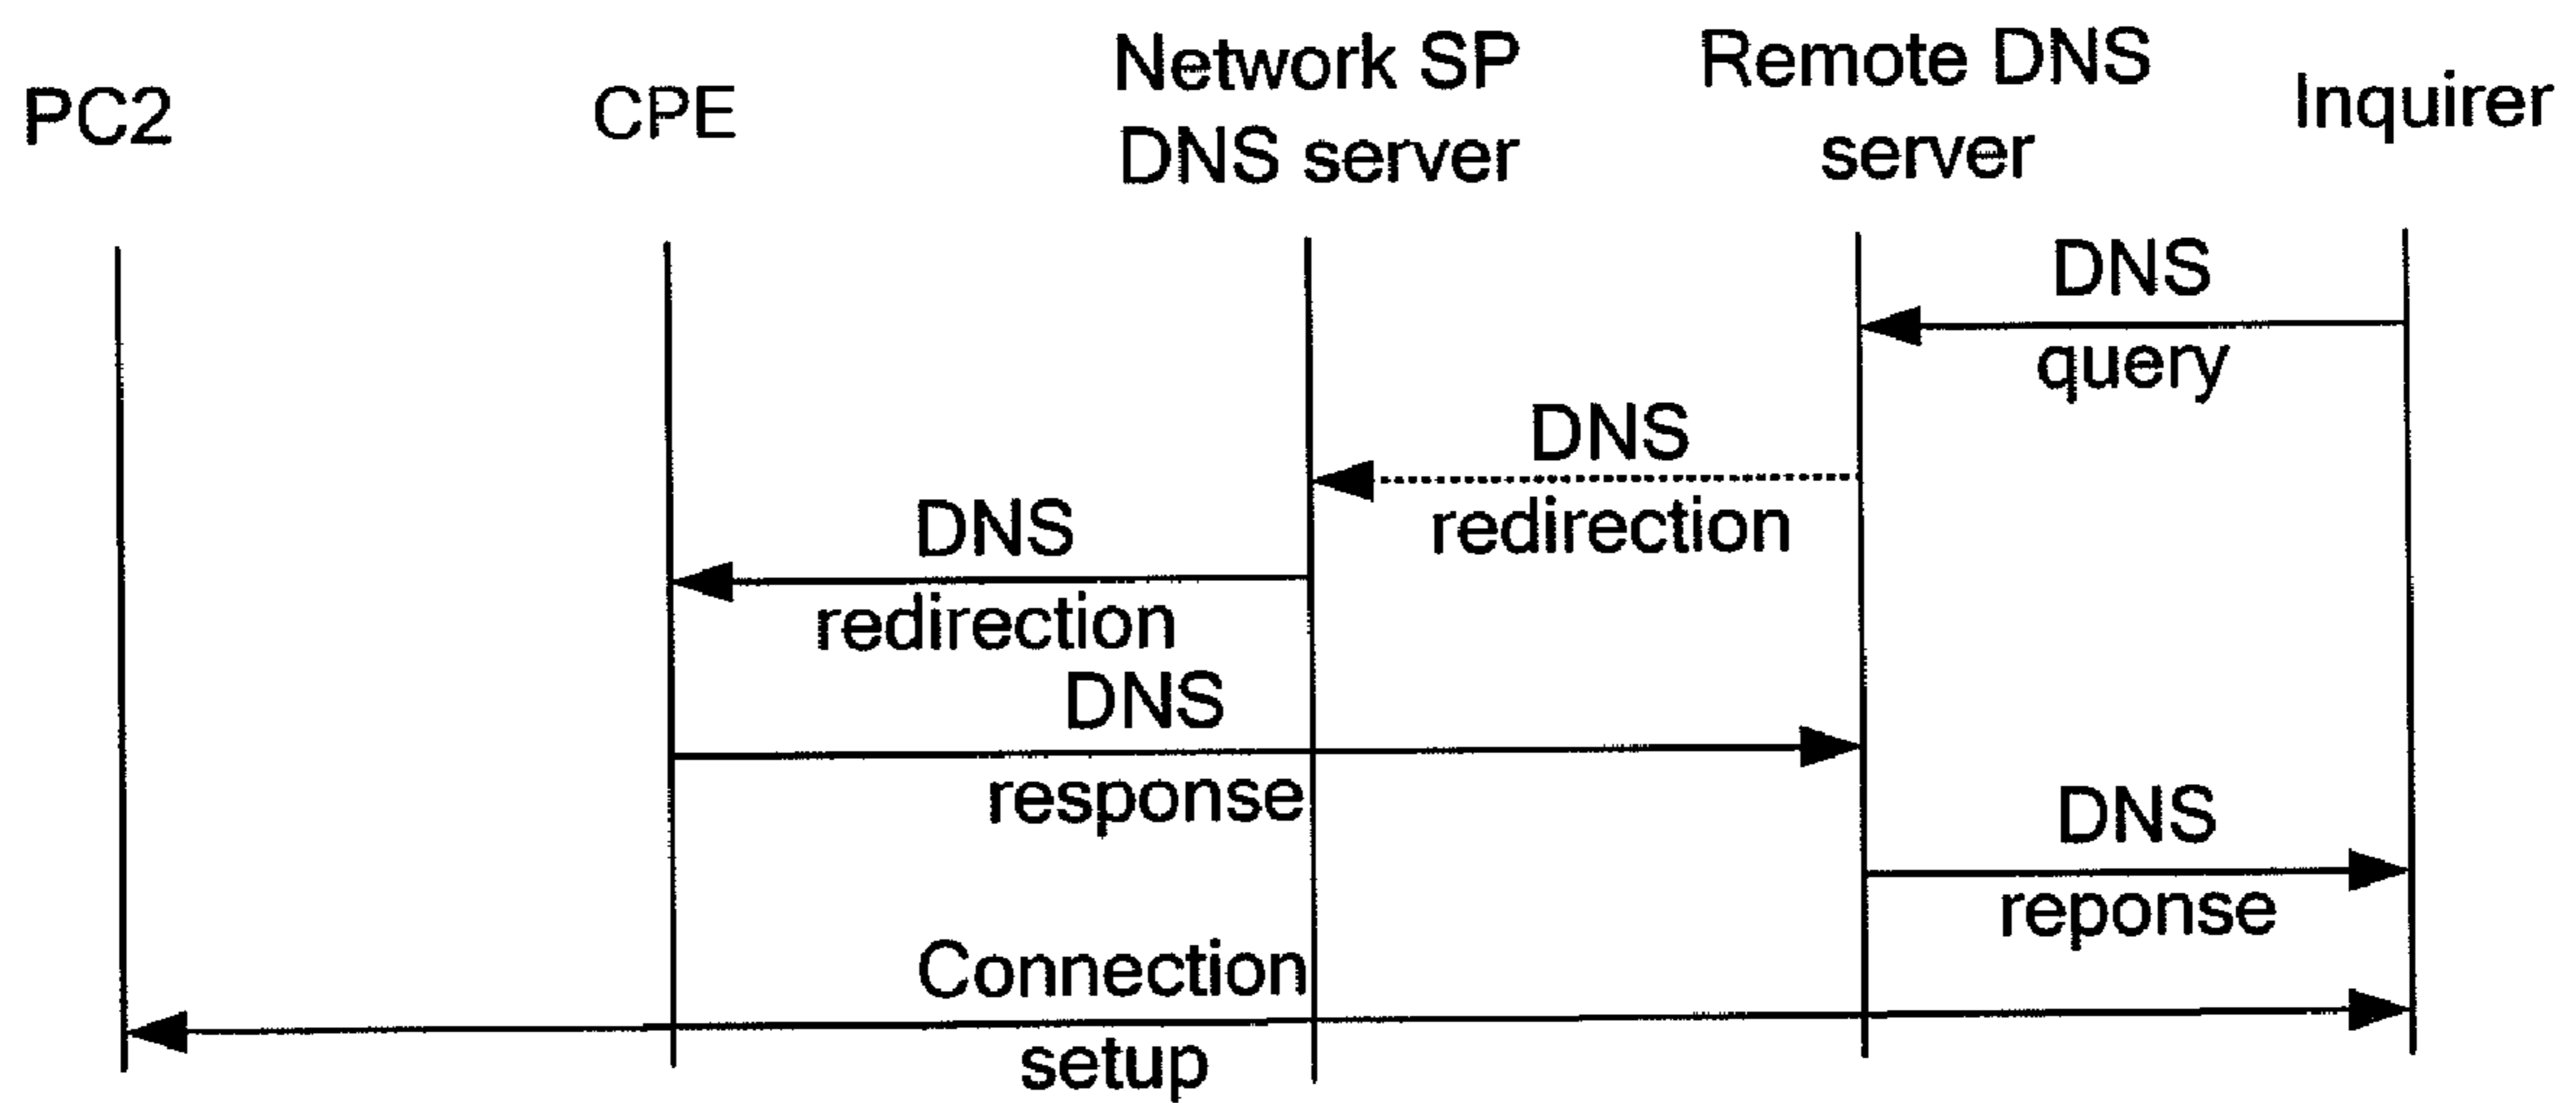 PC2
CPE
Network SP
DNS server
Remote DNS
server
Inquirer
DNS
query
DNS
redirection
DNS
redirection
DNS
response
DNS
reponse
Connection
setup